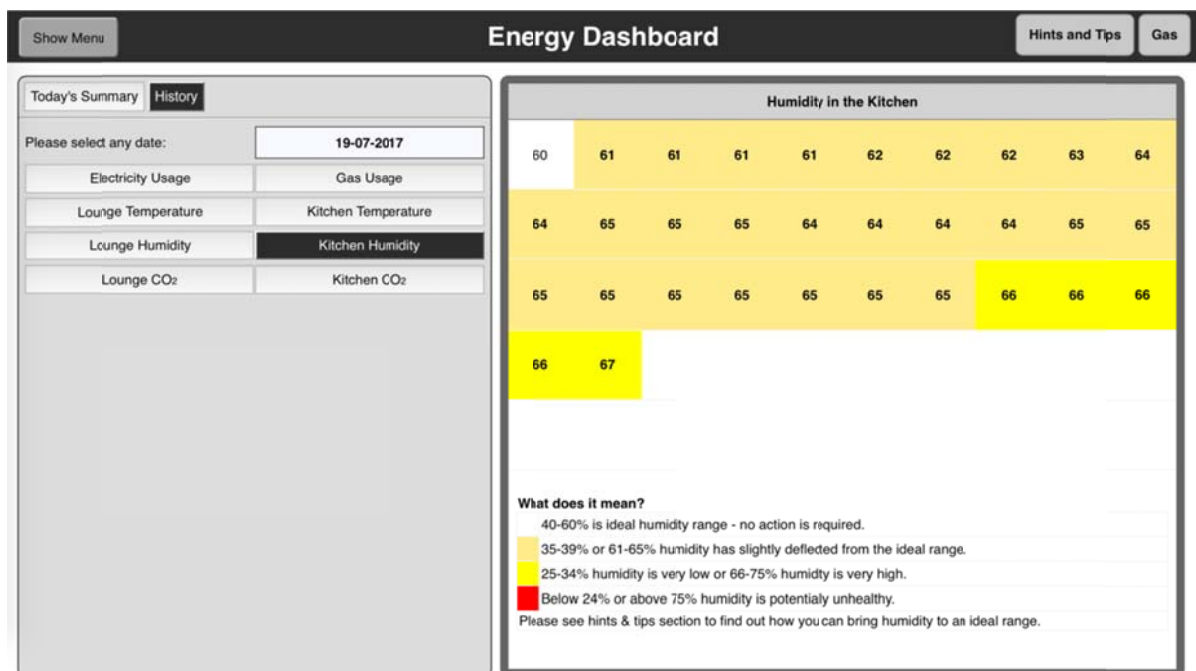 Show Menu Energy Dashboard Hints and Tips Gas
Today's Summary History
Please select any date: 19-07-2017
Electricity Usage Gas Usage
Lounge Temperature Kitchen Temperature
Lounge Humidity Kitchen Humidity
Lounge CO2 Kitchen CO2
Humidity in the Kitchen
60 61 61 61 61 62 62 62 63 64
64 65 65 65 64 64 64 64 65 65
65 65 65 65 65 65 65 66 66 66
66 67
What does it mean?
40-60% is ideal humidity range - no action is required.
35-39% or 61-65% humidity has slightly deflected from the ideal range.
25-34% humidity is very low or 66-75% humidty is very high.
Below 24% or above 75% humidity is potentialy unhealthy.
Please see hints & tips section to find out how you can bring humidity to an ideal range.